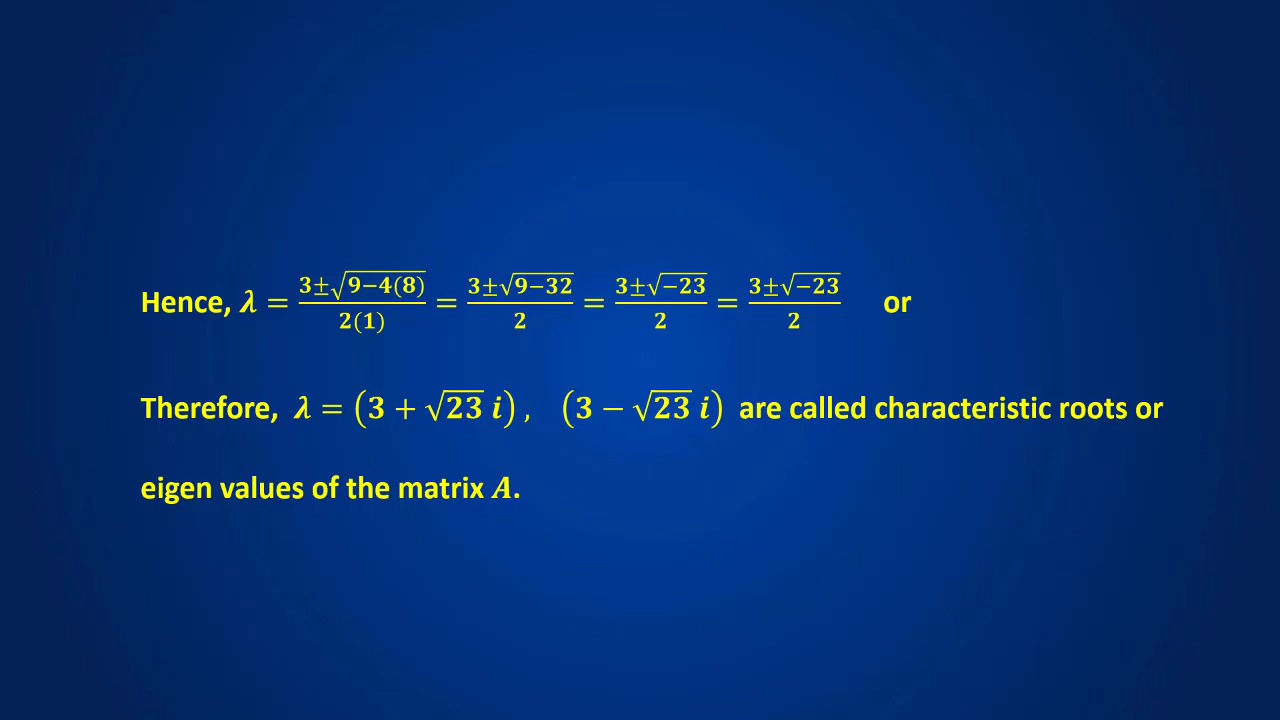 Hence, λ = (3±√(9−4(8)))/(2(1)) = (3±√(9−32))/2 = (3±√(−23))/2 = (3±√(−23))/2 or
Therefore, λ = (3 + √23 i) , (3 − √23 i) are called characteristic roots or
eigen values of the matrix A.